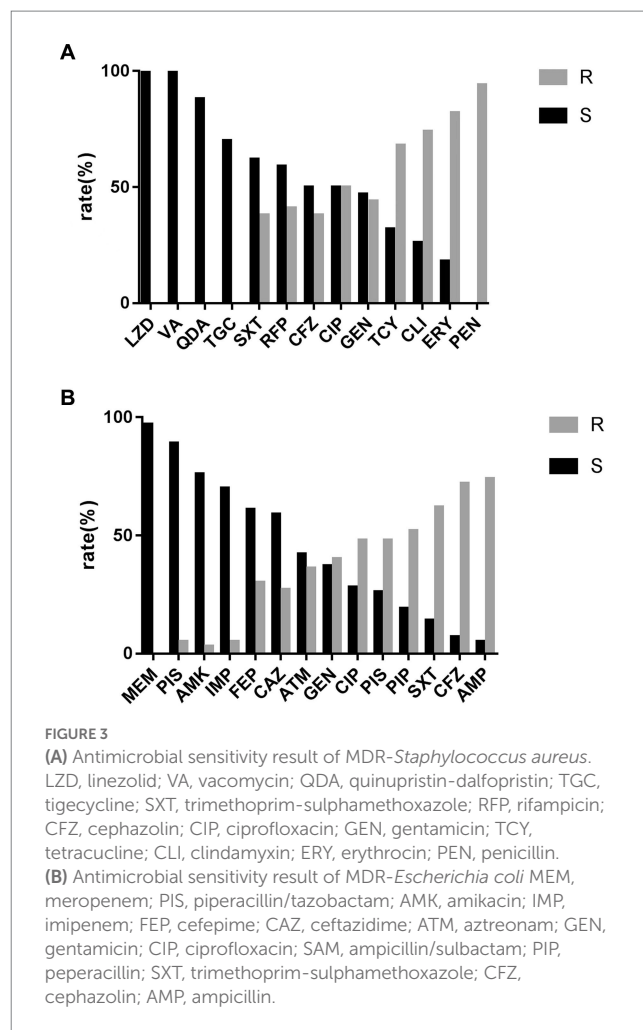 A
100
50
0
rate(%)
R
S
LZD VA QDA TGC SXT RFP CFZ CIP GEN TCY CLI ERY PEN
B
100
50
0
rate(%)
R
S
MEM PIS AMK IMP FEP CAZ ATM GEN CIP PIS PIP SXT CFZ AMP
FIGURE 3
(A) Antimicrobial sensitivity result of MDR-Staphylococcus aureus.
LZD, linezolid; VA, vacomycin; QDA, quinupristin-dalfopristin; TGC,
tigecycline; SXT, trimethoprim-sulphamethoxazole; RFP, rifampicin;
CFZ, cephazolin; CIP, ciprofloxacin; GEN, gentamicin; TCY,
tetracucline; CLI, clindamyxin; ERY, erythrocin; PEN, penicillin.
(B) Antimicrobial sensitivity result of MDR-Escherichia coli MEM,
meropenem; PIS, piperacillin/tazobactam; AMK, amikacin; IMP,
imipenem; FEP, cefepime; CAZ, ceftazidime; ATM, aztreonam; GEN,
gentamicin; CIP, ciprofloxacin; SAM, ampicillin/sulbactam; PIP,
peperacillin; SXT, trimethoprim-sulphamethoxazole; CFZ,
cephazolin; AMP, ampicillin.